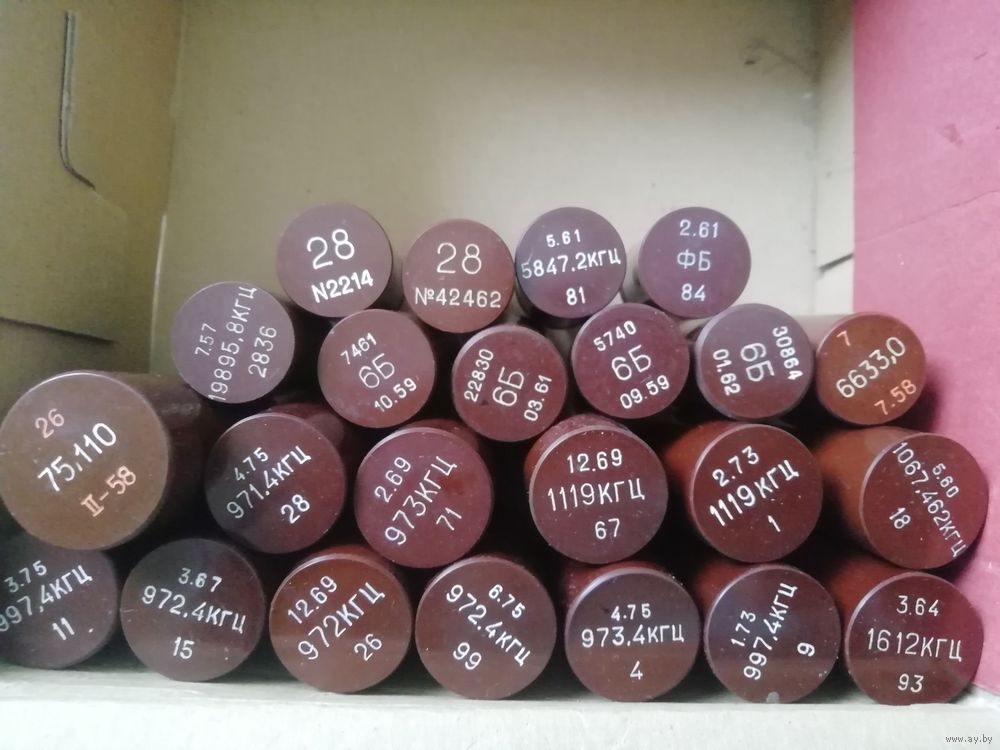 28
N2214
28
№42462
5.61
5847.2КГЦ
81
2.61
ФБ
84
7.57
19895,8КГЦ
2836
7461
6Б
10.59
22830
6Б
03.61
5740
6Б
09.59
30864
6Б
01.62
7
6633,0
7.58
26
75,110
II-58
4.75
971.4КГЦ
28
2.69
973КГЦ
71
12.69
1119КГЦ
67
2.73
1119КГЦ
1
5.60
1067,462КГЦ
18
3.75
997.4КГЦ
11
3.67
972.4КГЦ
15
12.69
972КГЦ
26
6.75
972.4КГЦ
99
4.75
973,4КГЦ
4
1.73
997.4КГЦ
9
3.64
1612КГЦ
93
www.ay.by